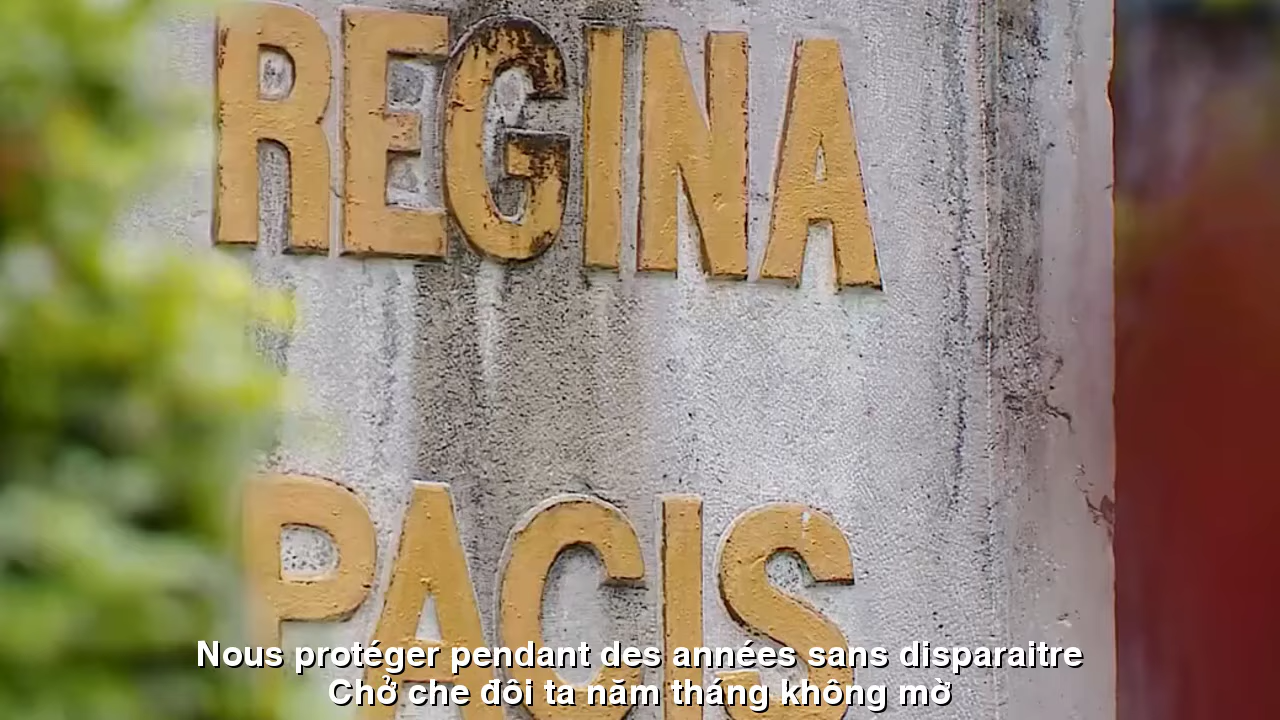 REGINA
PACIS
Nous protéger pendant des années sans disparaitre
Chở che đôi ta năm tháng không mờ